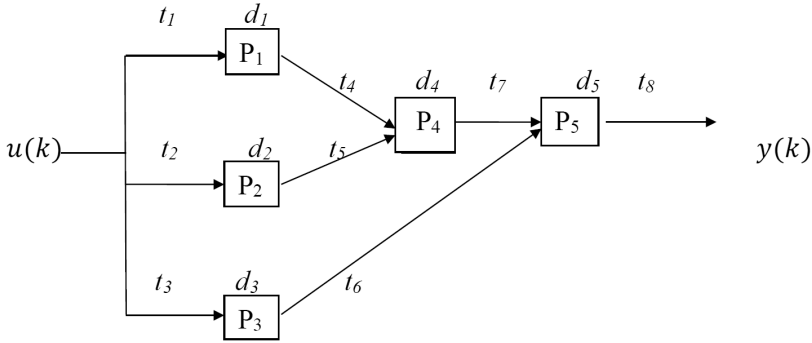 t₁ d₁
P₁
t₄ d₄ t₇ d₅ t₈
P₄ P₅
u(k) t₂ d₂ t₅ y(k)
P₂
t₃ d₃ t₆
P₃